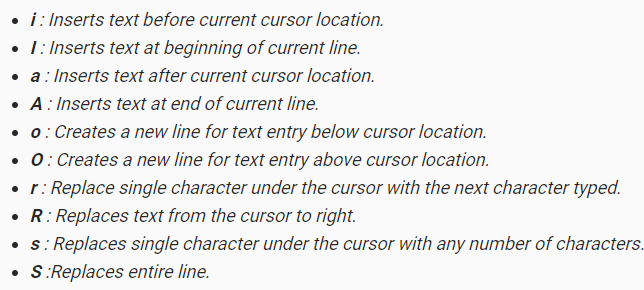 • i : Inserts text before current cursor location.
• I : Inserts text at beginning of current line.
• a : Inserts text after current cursor location.
• A : Inserts text at end of current line.
• o : Creates a new line for text entry below cursor location.
• O : Creates a new line for text entry above cursor location.
• r : Replace single character under the cursor with the next character typed.
• R : Replaces text from the cursor to right.
• s : Replaces single character under the cursor with any number of characters.
• S :Replaces entire line.